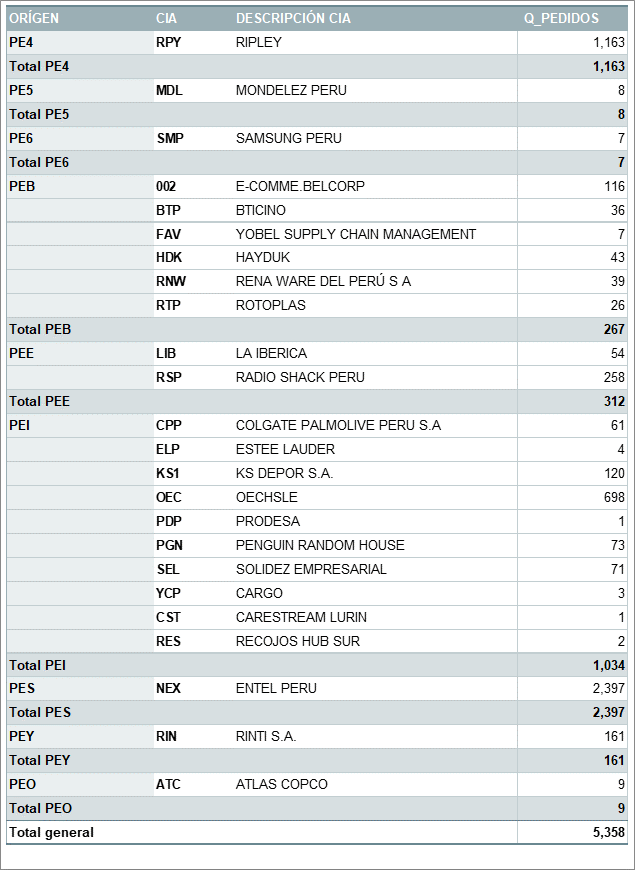 ORÍGEN CIA DESCRIPCIÓN CIA Q_PEDIDOS
PE4 RPY RIPLEY 1,163
Total PE4 1,163
PE5 MDL MONDELEZ PERU 8
Total PE5 8
PE6 SMP SAMSUNG PERU 7
Total PE6 7
PEB 002 E-COMME.BELCORP 116
BTP BTICINO 36
FAV YOBEL SUPPLY CHAIN MANAGEMENT 7
HDK HAYDUK 43
RNW RENA WARE DEL PERÚ S A 39
RTP ROTOPLAS 26
Total PEB 267
PEE LIB LA IBERICA 54
RSP RADIO SHACK PERU 258
Total PEE 312
PEI CPP COLGATE PALMOLIVE PERU S.A 61
ELP ESTEE LAUDER 4
KS1 KS DEPOR S.A. 120
OEC OECHSLE 698
PDP PRODESA 1
PGN PENGUIN RANDOM HOUSE 73
SEL SOLIDEZ EMPRESARIAL 71
YCP CARGO 3
CST CARESTREAM LURIN 1
RES RECOJOS HUB SUR 2
Total PEI 1,034
PES NEX ENTEL PERU 2,397
Total PES 2,397
PEY RIN RINTI S.A. 161
Total PEY 161
PEO ATC ATLAS COPCO 9
Total PEO 9
Total general 5,358